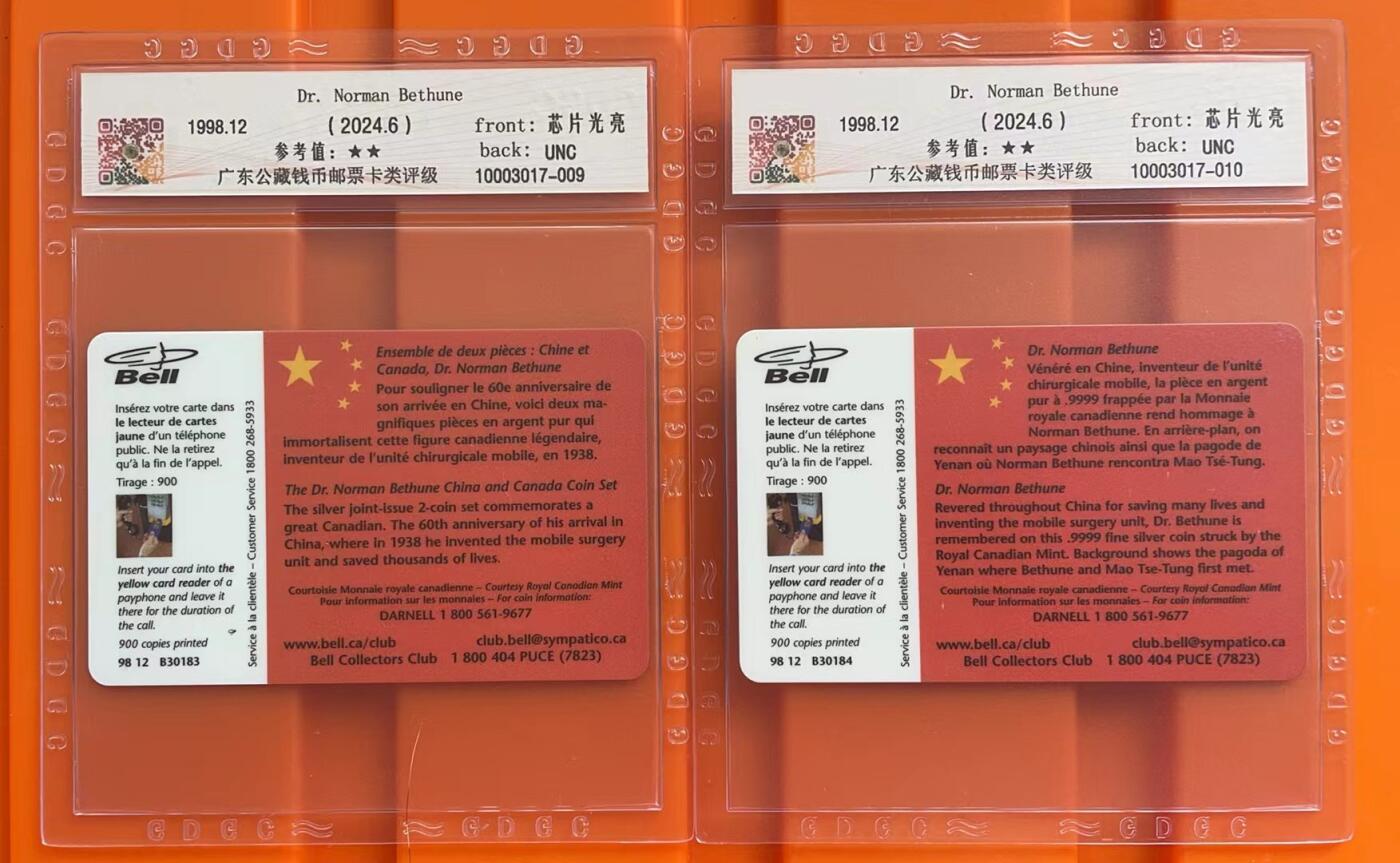 G D G C
G D G C
Dr. Norman Bethune
1998.12
(2024.6)
front: 芯片光亮
参考值: ★★
back: UNC
广东公藏钱币邮票卡类评级
10003017-009
Bell
Insérez votre carte dans
le lecteur de cartes
jaune d'un téléphone
public. Ne la retirez
qu'à la fin de l'appel.
Tirage : 900
Insert your card into the
yellow card reader of a
payphone and leave it
there for the duration of
the call.
900 copies printed
98 12 B30183
Service à la clientèle – Customer Service 1800 268-5933
Ensemble de deux pièces : Chine et
Canada, Dr. Norman Bethune
Pour souligner le 60e anniversaire de
son arrivée en Chine, voici deux ma-
gnifiques pièces en argent pur qui
immortalisent cette figure canadienne légendaire,
inventeur de l'unité chirurgicale mobile, en 1938.
The Dr. Norman Bethune China and Canada Coin Set
The silver joint-issue 2-coin set commemorates a
great Canadian. The 60th anniversary of his arrival in
China, where in 1938 he invented the mobile surgery
unit and saved thousands of lives.
Courtoisie Monnaie royale canadienne – Courtesy Royal Canadian Mint
Pour information sur les monnaies – For coin information:
DARNELL 1 800 561-9677
www.bell.ca/club
club.bell@sympatico.ca
Bell Collectors Club 1 800 404 PUCE (7823)
G D G C
G D G C
G D G C
G D G C
Dr. Norman Bethune
1998.12
(2024.6)
front: 芯片光亮
参考值: ★★
back: UNC
广东公藏钱币邮票卡类评级
10003017-010
Bell
Insérez votre carte dans
le lecteur de cartes
jaune d'un téléphone
public. Ne la retirez
qu'à la fin de l'appel.
Tirage : 900
Insert your card into the
yellow card reader of a
payphone and leave it
there for the duration of
the call.
900 copies printed
98 12 B30184
Service à la clientèle – Customer Service 1800 268-5933
Dr. Norman Bethune
Vénéré en Chine, inventeur de l'unité
chirurgicale mobile, la pièce en argent
pur à .9999 frappée par la Monnaie
royale canadienne rend hommage à
Norman Bethune. En arrière-plan, on
reconnaît un paysage chinois ainsi que la pagode de
Yenan où Norman Bethune rencontra Mao Tsé-Tung.
Dr. Norman Bethune
Revered throughout China for saving many lives and
inventing the mobile surgery unit, Dr. Bethune is
remembered on this .9999 fine silver coin struck by the
Royal Canadian Mint. Background shows the pagoda of
Yenan where Bethune and Mao Tse-Tung first met.
Courtoisie Monnaie royale canadienne – Courtesy Royal Canadian Mint
Pour information sur les monnaies – For coin information:
DARNELL 1 800 561-9677
www.bell.ca/club
club.bell@sympatico.ca
Bell Collectors Club 1 800 404 PUCE (7823)
G D G C
G D G C